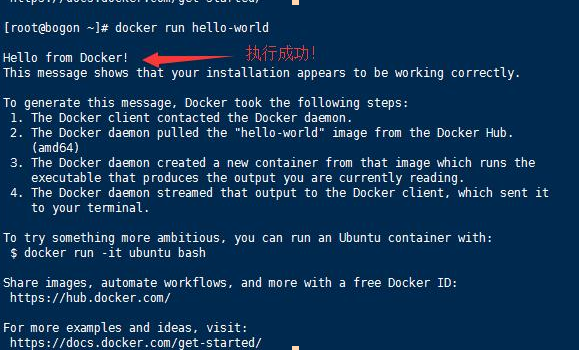 https://docs.docker.com/get-started/
[root@bogon ~]# docker run hello-world
Hello from Docker!
执行成功!
This message shows that your installation appears to be working correctly.
To generate this message, Docker took the following steps:
1. The Docker client contacted the Docker daemon.
2. The Docker daemon pulled the "hello-world" image from the Docker Hub.
(amd64)
3. The Docker daemon created a new container from that image which runs the
executable that produces the output you are currently reading.
4. The Docker daemon streamed that output to the Docker client, which sent it
to your terminal.
To try something more ambitious, you can run an Ubuntu container with:
$ docker run -it ubuntu bash
Share images, automate workflows, and more with a free Docker ID:
https://hub.docker.com/
For more examples and ideas, visit:
https://docs.docker.com/get-started/